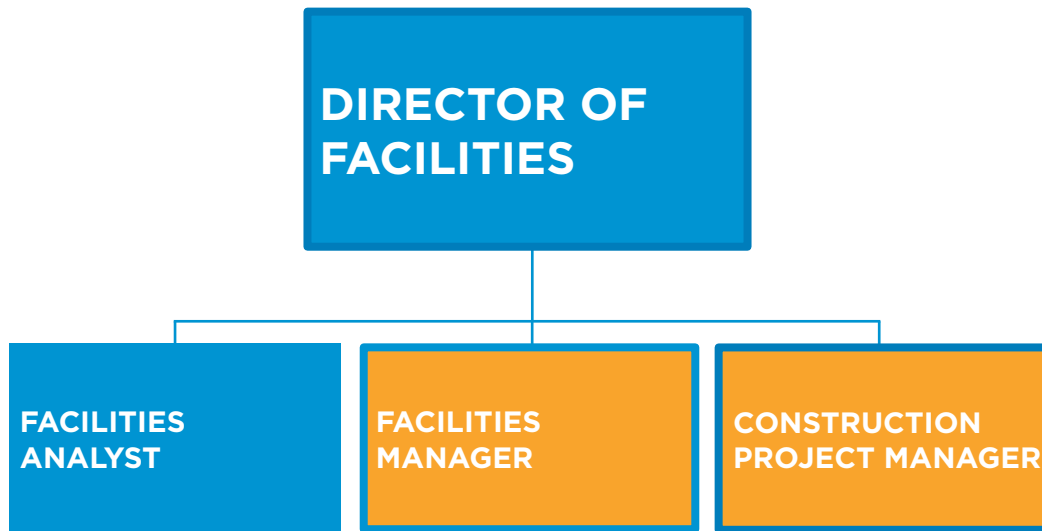 DIRECTOR OF
FACILITIES
FACILITIES
ANALYST
FACILITIES
MANAGER
CONSTRUCTION
PROJECT MANAGER